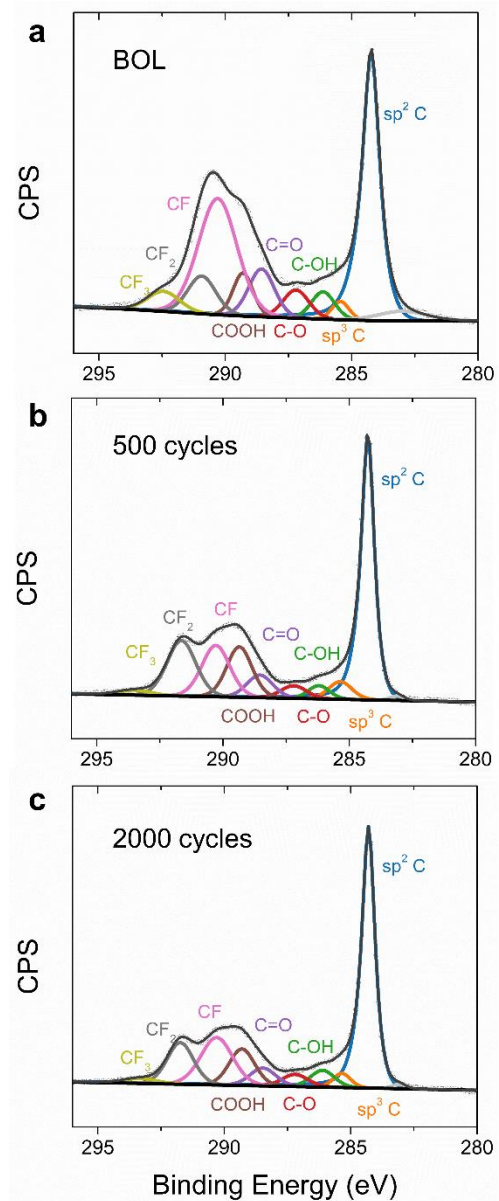 a
BOL
CPS
sp² C
CF
CF₂
CF₃
C=O
C-OH
COOH C-O sp³ C
295 290 285 280
b
500 cycles
CPS
sp² C
CF₂
CF
CF₃
C=O
C-OH
COOH C-O sp³ C
295 290 285 280
c
2000 cycles
CPS
sp² C
CF
CF₂
CF₃
C=O
C-OH
COOH C-O sp³ C
295 290 285 280
Binding Energy (eV)